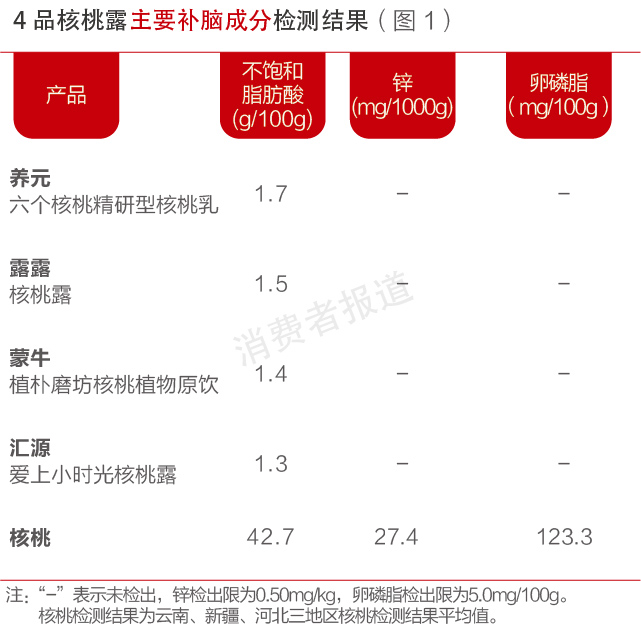 4品核桃露主要补脑成分检测结果（图1）
产品
不饱和
脂肪酸
(g/100g)
锌
(mg/1000g)
卵磷脂
(mg/100g)
养元
六个核桃精研型核桃乳
1.7 – –
露露
核桃露
1.5 – –
蒙牛
植朴磨坊核桃植物原饮
1.4 – –
汇源
爱上小时光核桃露
1.3 – –
核桃 42.7 27.4 123.3
消费者报道
注：“–”表示未检出，锌检出限为0.50mg/kg，卵磷脂检出限为5.0mg/100g。
核桃检测结果为云南、新疆、河北三地区核桃检测结果平均值。